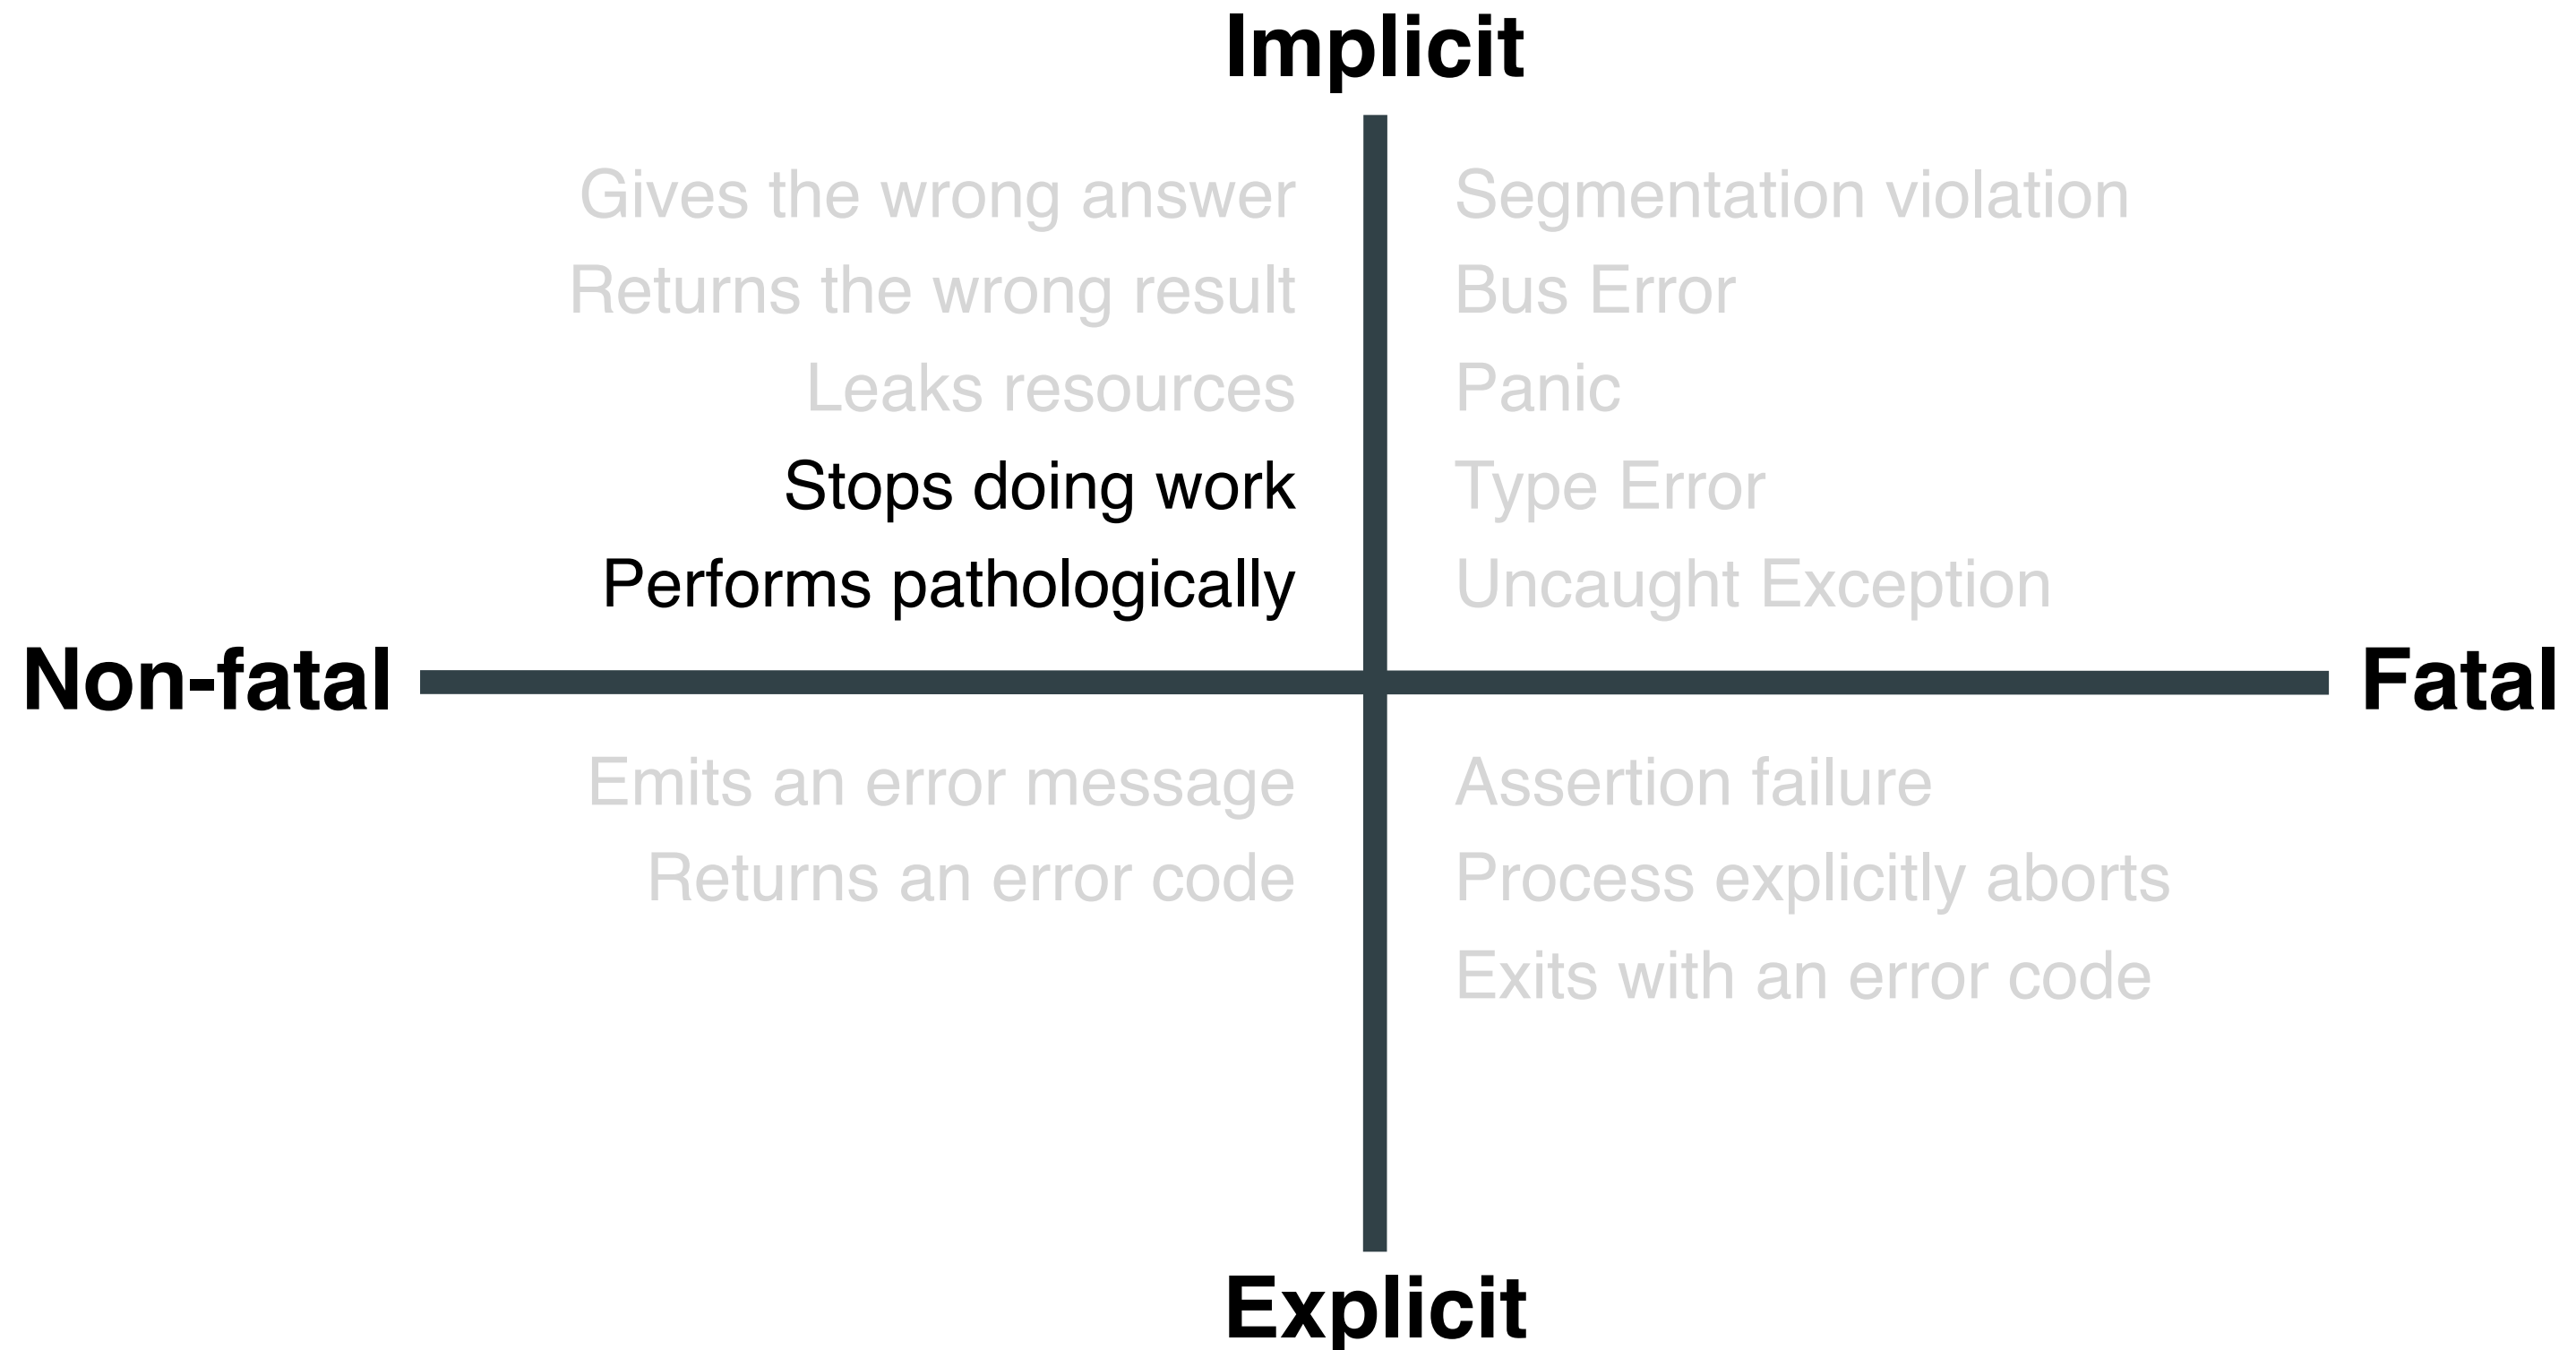 Implicit
Gives the wrong answer
Returns the wrong result
Leaks resources
Stops doing work
Performs pathologically
Segmentation violation
Bus Error
Panic
Type Error
Uncaught Exception
Non-fatal
Fatal
Emits an error message
Returns an error code
Assertion failure
Process explicitly aborts
Exits with an error code
Explicit